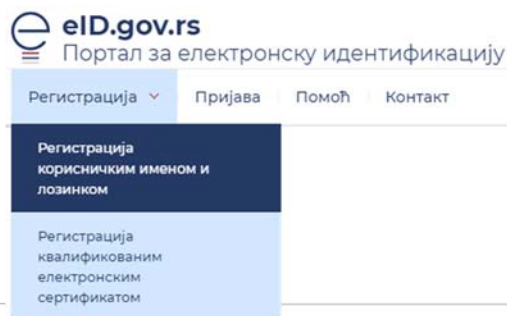 eID.gov.rs
Портал за електронску идентификацију
Регистрација Пријава Помоћ Контакт
Регистрација
корисничким именом и
лозинком
Регистрација
квалификованим
електронским
сертификатом